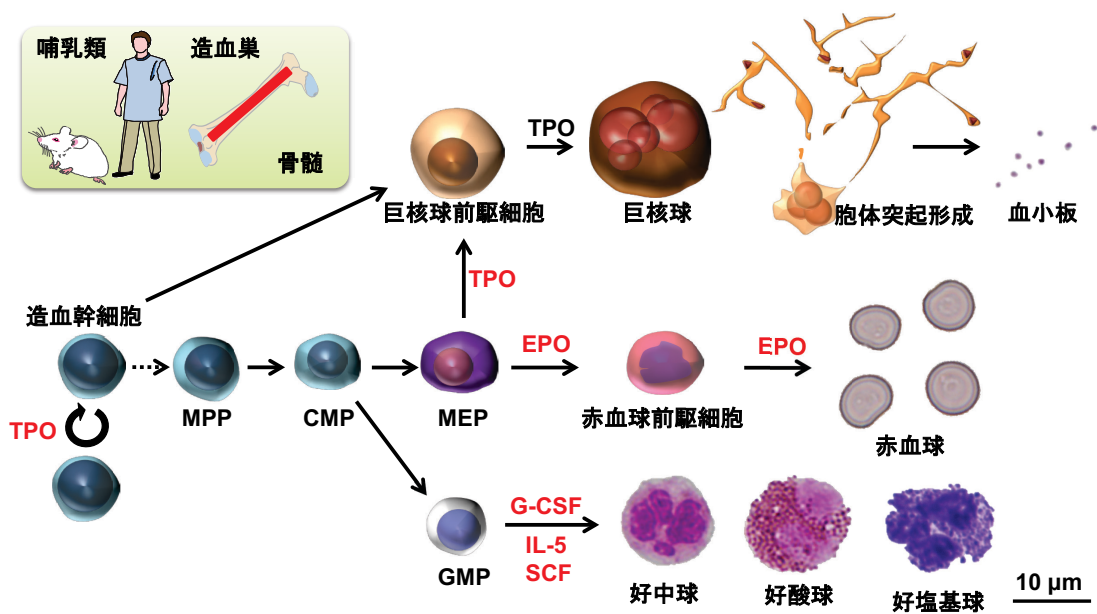 哺乳類
造血巣
骨髄
TPO
巨核球前駆細胞
巨核球
胞体突起形成
血小板
TPO
造血幹細胞
EPO
EPO
MPP
CMP
MEP
赤血球前駆細胞
赤血球
TPO
G-CSF
IL-5
SCF
GMP
好中球
好酸球
好塩基球
10 μm